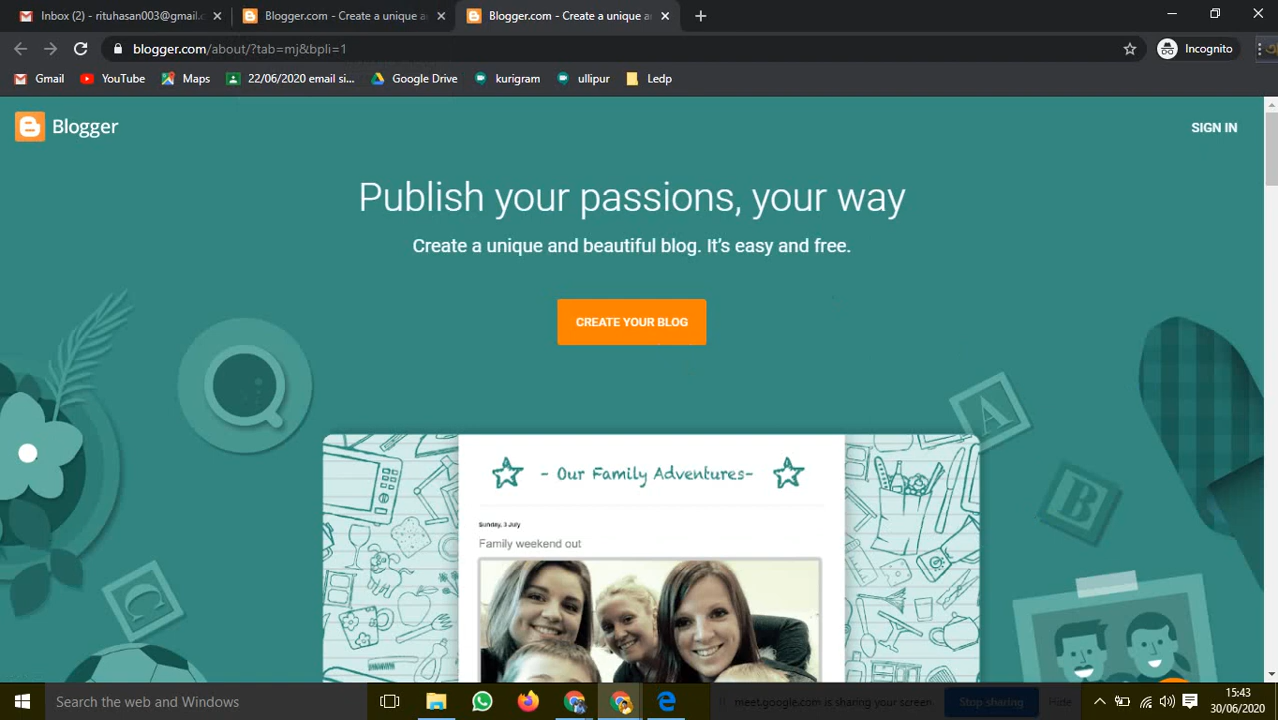 Inbox (2) - rituhasan003@gmail.c
Blogger.com - Create a unique a
Blogger.com - Create a unique a
blogger.com/about/?tab=mj&bpli=1
Incognito
Gmail
YouTube
Maps
22/06/2020 email si...
Google Drive
kurigram
ullipur
Ledp
Blogger
SIGN IN
Publish your passions, your way
Create a unique and beautiful blog. It's easy and free.
CREATE YOUR BLOG
A
- Our Family Adventures-
B
Sunday, 3 July
Family weekend out
C
Search the web and Windows
meet.google.com is sharing your screen
Stop sharing
Hide
15:43
30/06/2020